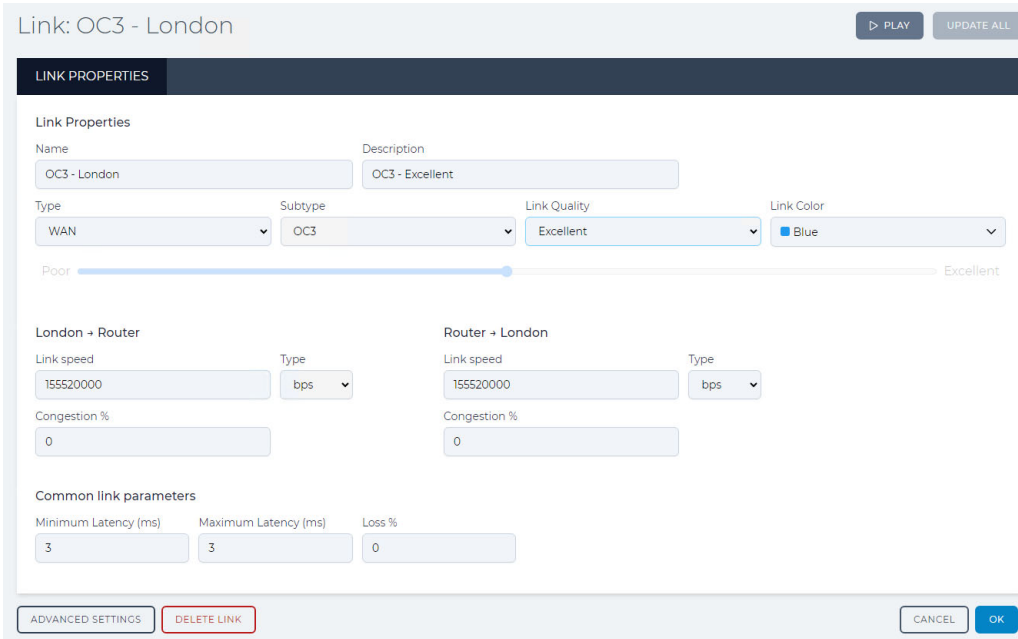 Link: OC3 - London
PLAY
UPDATE ALL
LINK PROPERTIES
Link Properties
Name Description
OC3 - London OC3 - Excellent
Type Subtype Link Quality Link Color
WAN OC3 Excellent Blue
Poor Excellent
London → Router Router → London
Link speed Type Link speed Type
155520000 bps 155520000 bps
Congestion % Congestion %
0 0
Common link parameters
Minimum Latency (ms) Maximum Latency (ms) Loss %
3 3 0
ADVANCED SETTINGS DELETE LINK CANCEL OK